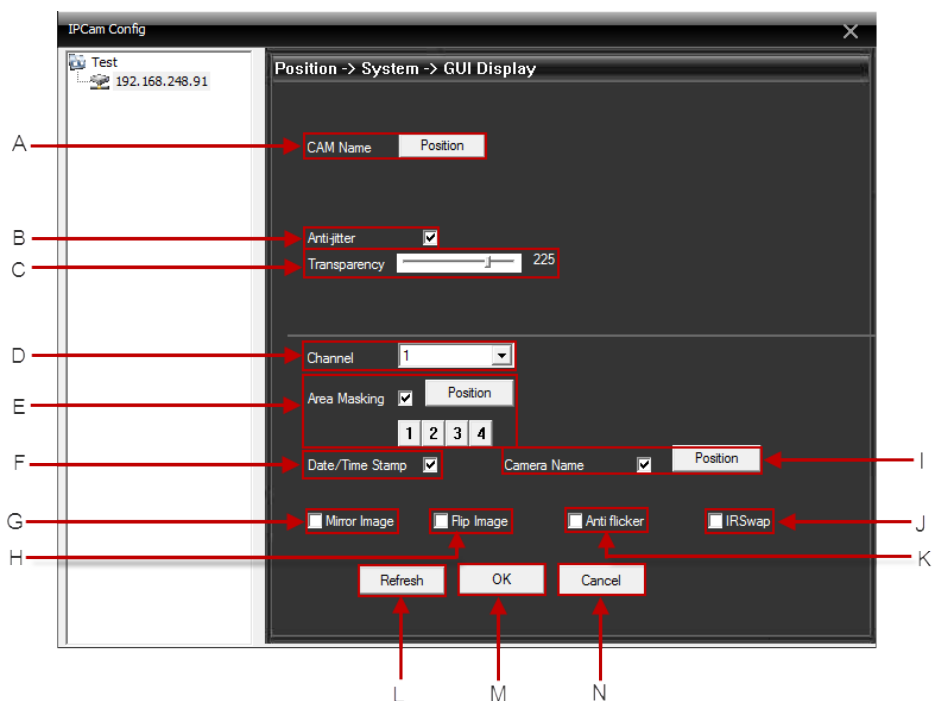 IPCam Config
Test
192.168.248.91
Position -> System -> GUI Display
A
CAM Name Position
B
Anti-jitter
C
Transparency 225
D
Channel 1
E
Area Masking Position
1 2 3 4
F
Date/Time Stamp Camera Name Position
I
G
Mirror Image Flip Image Anti flicker IRSwap
J
H
K
Refresh OK Cancel
L M N